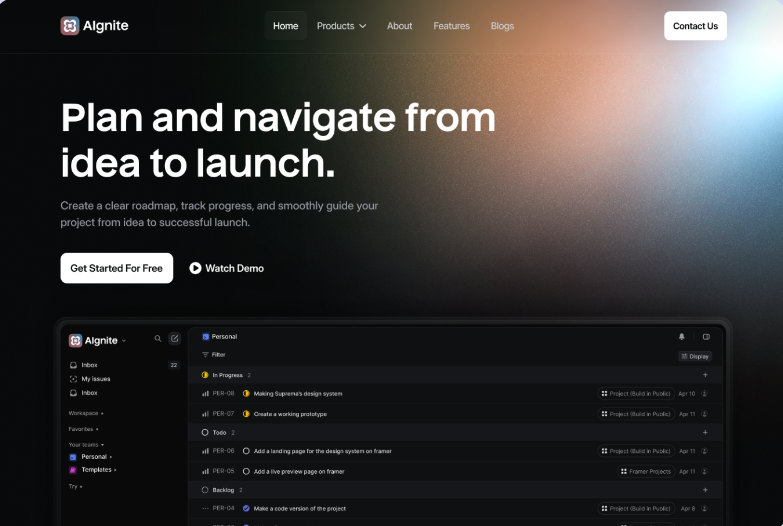 AIgnite
Home Products About Features Blogs
Contact Us
Plan and navigate from
idea to launch.
Create a clear roadmap, track progress, and smoothly guide your
project from idea to successful launch.
Get Started For Free
Watch Demo
AIgnite
Inbox 22
My issues
Inbox
Workspace
Favorites
Your teams
Personal
Templates
Try
Personal
Filter
Display
In Progress 2
PER-08 Making Suprema's design system Project (Build in Public) Apr 10
PER-07 Create a working prototype Project (Build in Public) Apr 11
Todo 2
PER-06 Add a landing page for the design system on framer Project (Build in Public) Apr 11
PER-05 Add a live preview page on framer Framer Projects Apr 11
Backlog 2
PER-04 Make a code version of the project Project (Build in Public) Apr 8